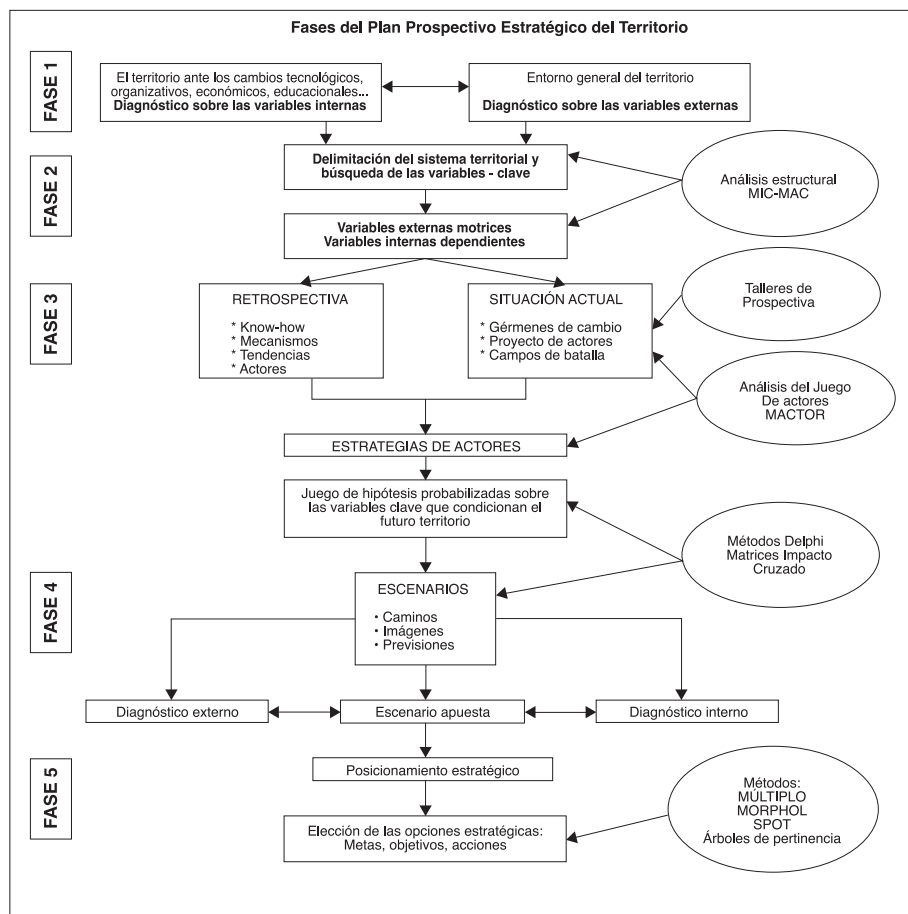 Fases del Plan Prospectivo Estratégico del Territorio
FASE 1
El territorio ante los cambios tecnológicos,
organizativos, económicos, educacionales...
Diagnóstico sobre las variables internas
Entorno general del territorio
Diagnóstico sobre las variables externas
FASE 2
Delimitación del sistema territorial y
búsqueda de las variables - clave
Análisis estructural
MIC-MAC
Variables externas motrices
Variables internas dependientes
FASE 3
RETROSPECTIVA
* Know-how
* Mecanismos
* Tendencias
* Actores
SITUACIÓN ACTUAL
* Gérmenes de cambio
* Proyecto de actores
* Campos de batalla
Talleres de
Prospectiva
Análisis del Juego
De actores
MACTOR
ESTRATEGIAS DE ACTORES
Juego de hipótesis probabilizadas sobre
las variables clave que condicionan el
futuro territorio
Métodos Delphi
Matrices Impacto
Cruzado
FASE 4
ESCENARIOS
• Caminos
• Imágenes
• Previsiones
Diagnóstico externo
Escenario apuesta
Diagnóstico interno
FASE 5
Posicionamiento estratégico
Elección de las opciones estratégicas:
Metas, objetivos, acciones
Métodos:
MÚLTIPLO
MORPHOL
SPOT
Árboles de pertinencia